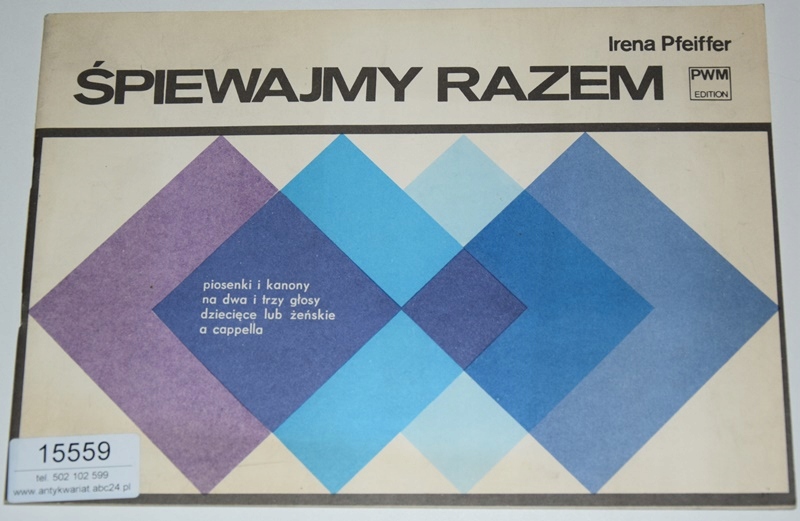 Irena Pfeiffer
ŚPIEWAJMY RAZEM
PWM
EDITION
piosenki i kanony
na dwa i trzy głosy
dziecięce lub żeńskie
a cappella
15559
tel. 502 102 599
www.antykwariat.abc24.pl